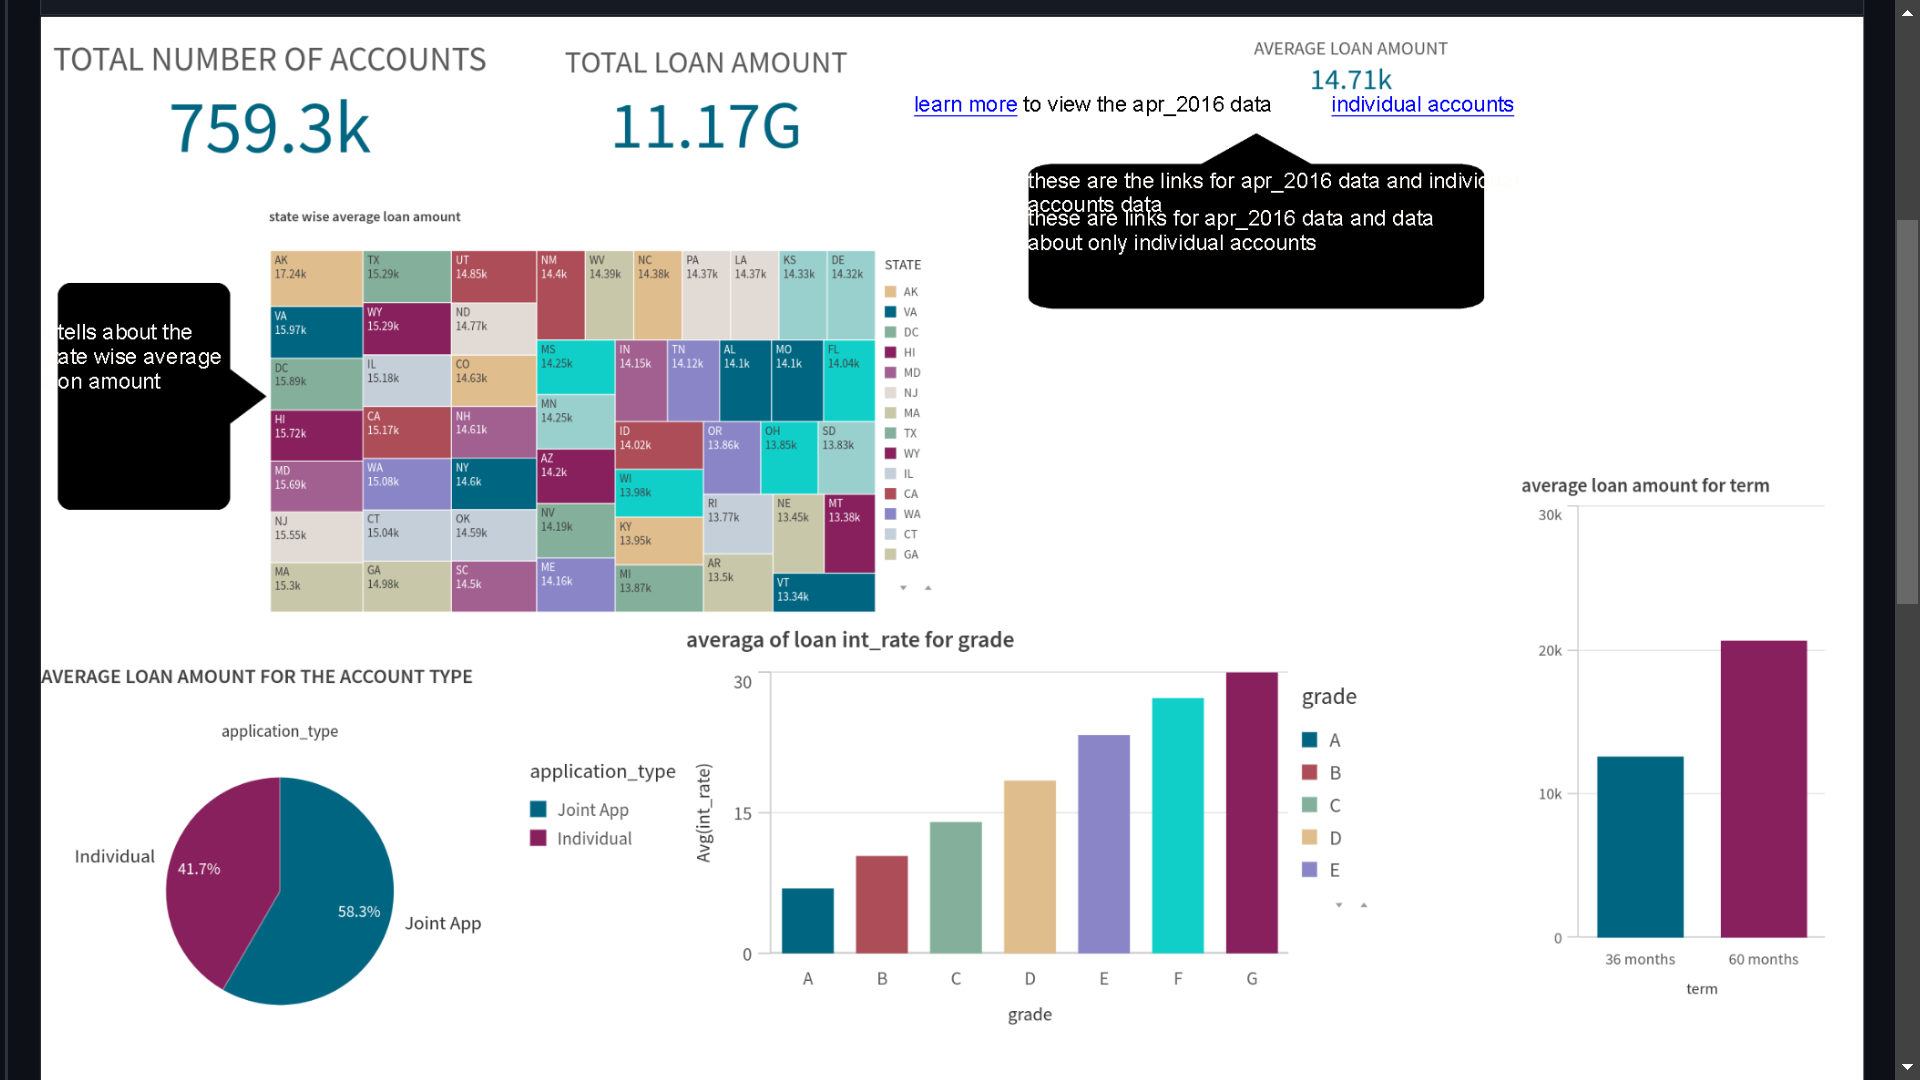 TOTAL NUMBER OF ACCOUNTS
759.3k
TOTAL LOAN AMOUNT
11.17G
AVERAGE LOAN AMOUNT
14.71k
learn more to view the apr_2016 data
individual accounts
these are the links for apr_2016 data and
accounts data
these are links for apr_2016 data and data
about only individual accounts
state wise average loan amount
tells about the
ate wise average
on amount
AK
17.24k
VA
15.97k
DC
15.89k
HI
15.72k
MD
15.69k
NJ
15.55k
MA
15.3k
TX
15.29k
WY
15.29k
IL
15.18k
CA
15.17k
WA
15.08k
CT
15.04k
GA
14.98k
UT
14.85k
ND
14.77k
CO
14.63k
NH
14.61k
NY
14.6k
OK
14.59k
SC
14.5k
NM
14.4k
WV
14.39k
NC
14.38k
PA
14.37k
LA
14.37k
KS
14.33k
DE
14.32k
MS
14.25k
MN
14.25k
AZ
14.2k
NV
14.19k
ME
14.16k
IN
14.15k
TN
14.12k
AL
14.1k
MO
14.1k
FL
14.04k
ID
14.02k
WI
13.98k
KY
13.95k
MI
13.87k
OR
13.86k
OH
13.85k
SD
13.83k
RI
13.77k
AR
13.5k
NE
13.45k
MT
13.38k
VT
13.34k
STATE
AK
VA
DC
HI
MD
NJ
MA
TX
WY
IL
CA
WA
CT
GA
average loan amount for term
30k
20k
10k
0
36 months
60 months
term
AVERAGE LOAN AMOUNT FOR THE ACCOUNT TYPE
application_type
Individual
41.7%
58.3%
Joint App
application_type
Joint App
Individual
averaga of loan int_rate for grade
Avg(int_rate)
30
15
0
A
B
C
D
E
F
G
grade
grade
A
B
C
D
E